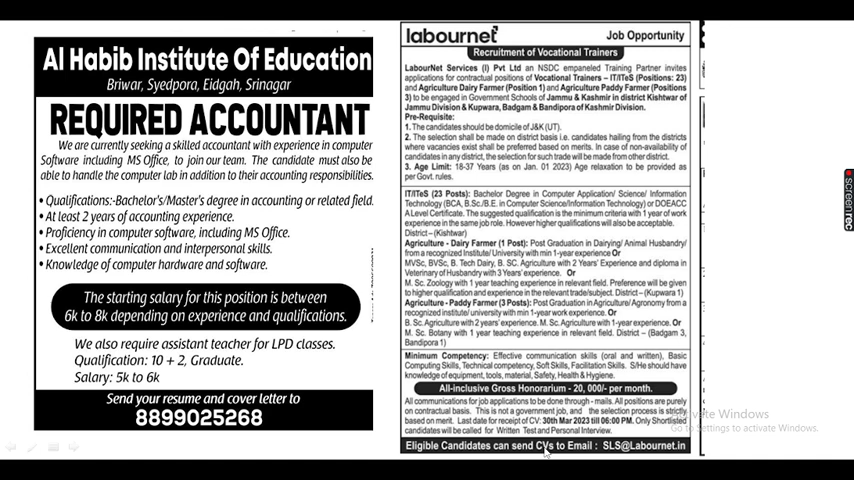 Al Habib Institute Of Education
Briwar, Syedpora, Eidgah, Srinagar
REQUIRED ACCOUNTANT
We are currently seeking a skilled accountant with experience in computer
Software including MS Office, to join our team. The candidate must also be
able to handle the computer lab in addition to their accounting responsibilities.
• Qualifications:-Bachelor's/Master's degree in accounting or related field.
• At least 2 years of accounting experience.
• Proficiency in computer software, including MS Office.
• Excellent communication and interpersonal skills.
• Knowledge of computer hardware and software.
The starting salary for this position is between
6k to 8k depending on experience and qualifications.
We also require assistant teacher for LPD classes.
Qualification: 10 + 2, Graduate.
Salary: 5k to 6k
Send your resume and cover letter to
8899025268
labournet
Job Opportunity
Recruitment of Vocational Trainers
LabourNet Services (I) Pvt Ltd an NSDC empaneled Training Partner invites
applications for contractual positions of Vocational Trainers – IT/ITeS (Positions: 23)
and Agriculture Dairy Farmer (Position 1) and Agriculture Paddy Farmer (Positions
3) to be engaged in Government Schools of Jammu & Kashmir in district Kishtwar of
Jammu Division & Kupwara, Badgam & Bandipora of Kashmir Division.
Pre-Requisite:
1. The candidates should be domicile of J&K (UT).
2. The selection shall be made on district basis i.e. candidates hailing from the districts
where vacancies exist shall be preferred based on merits. In case of non-availability of
candidates in any district, the selection for such trade will be made from other district.
3. Age Limit: 18-37 Years (as on Jan. 01 2023) Age relaxation to be provided as
per Govt. rules.
IT/ITeS (23 Posts): Bachelor Degree in Computer Application/ Science/ Information
Technology (BCA, B.Sc./B.E. in Computer Science/Information Technology) or DOEACC
A Level Certificate. The suggested qualification is the minimum criteria with 1 year of work
experience in the same job role. However higher qualifications will also be acceptable.
District – (Kishtwar)
Agriculture - Dairy Farmer (1 Post): Post Graduation in Dairying/ Animal Husbandry/
from a recognized Institute/ University with min 1-year experience Or
MVSc, BVSc, B. Tech Dairy, B. SC. Agriculture with 2 Years' Experience and diploma in
Veterinary of Husbandry with 3 Years' experience. Or
M. Sc. Zoology with 1 year teaching experience in relevant field. Preference will be given
to higher qualification and experience in the relevant trade/subject. District – (Kupwara 1)
Agriculture - Paddy Farmer (3 Posts): Post Graduation in Agriculture/ Agronomy from a
recognized institute/ university with min 1-year work experience. Or
B. Sc. Agriculture with 2 years' experience. M. Sc. Agriculture with 1-year experience. Or
M. Sc. Botany with 1 year teaching experience in relevant field. District – (Badgam 3,
Bandipora 1)
Minimum Competency: Effective communication skills (oral and written), Basic
Computing Skills, Technical competency, Soft Skills, Facilitation Skills. S/He should have
knowledge of equipment, tools, material, Safety, Health & Hygiene.
All-inclusive Gross Honorarium - 20, 000/- per month.
All communications for job applications to be done through - mails. All positions are purely
on contractual basis. This is not a government job, and the selection process is strictly
based on merit. Last date for receipt of CV: 30th Mar 2023 till 06:00 PM. Only Shortlisted
candidates will be called for Written Test and Personal Interview.
Eligible Candidates can send CVs to Email : SLS@Labournet.in
Activate Windows
Go to Settings to activate Windows.
screenrec